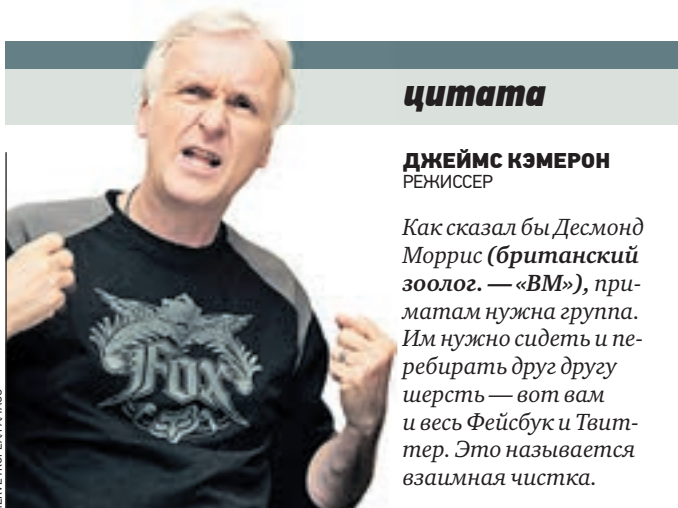 цитата
ДЖЕЙМС КЭМЕРОН
РЕЖИССЕР
Как сказал бы Десмонд
Моррис (британский
зоолог. — «ВМ»), при-
матам нужна группа.
Им нужно сидеть и пе-
ребирать друг другу
шерсть — вот вам
и весь Фейсбук и Твит-
тер. Это называется
взаимная чистка.
Fox